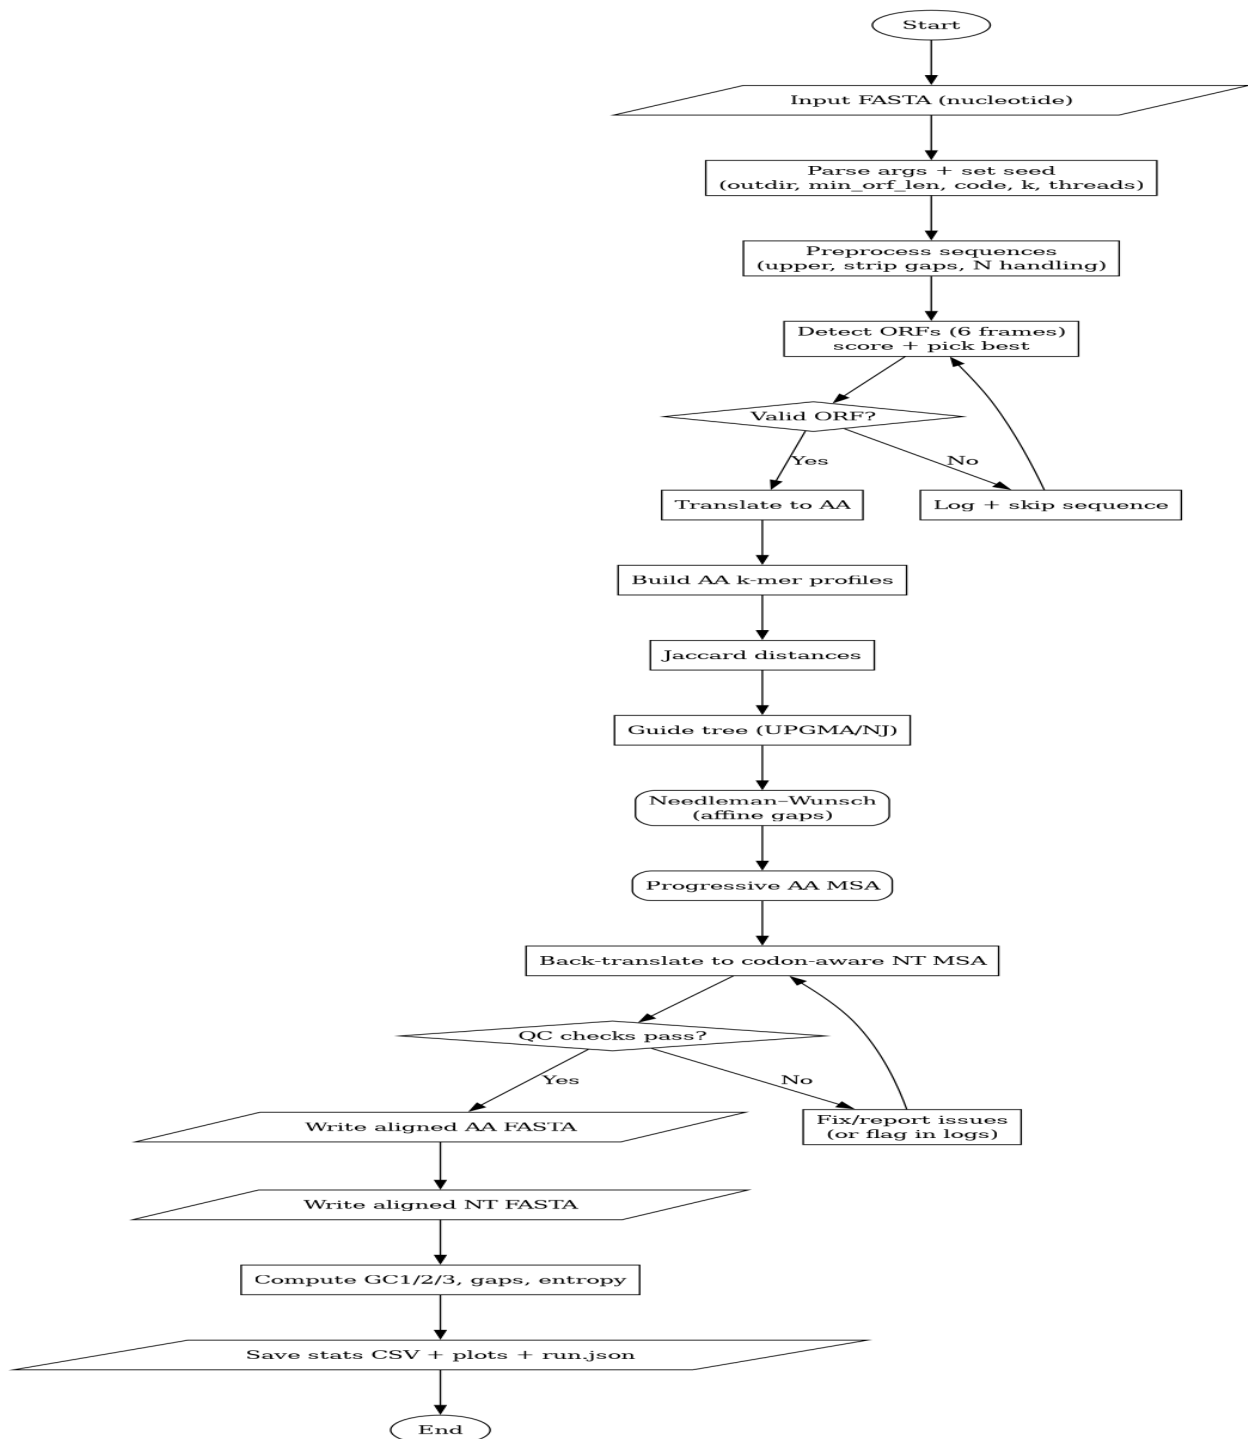 Start
Input FASTA (nucleotide)
Parse args + set seed
(outdir, min_orf_len, code, k, threads)
Preprocess sequences
(upper, strip gaps, N handling)
Detect ORFs (6 frames)
score + pick best
Valid ORF?
Yes
No
Translate to AA
Log + skip sequence
Build AA k-mer profiles
Jaccard distances
Guide tree (UPGMA/NJ)
Needleman–Wunsch
(affine gaps)
Progressive AA MSA
Back-translate to codon-aware NT MSA
QC checks pass?
Yes
No
Write aligned AA FASTA
Fix/report issues
(or flag in logs)
Write aligned NT FASTA
Compute GC1/2/3, gaps, entropy
Save stats CSV + plots + run.json
End